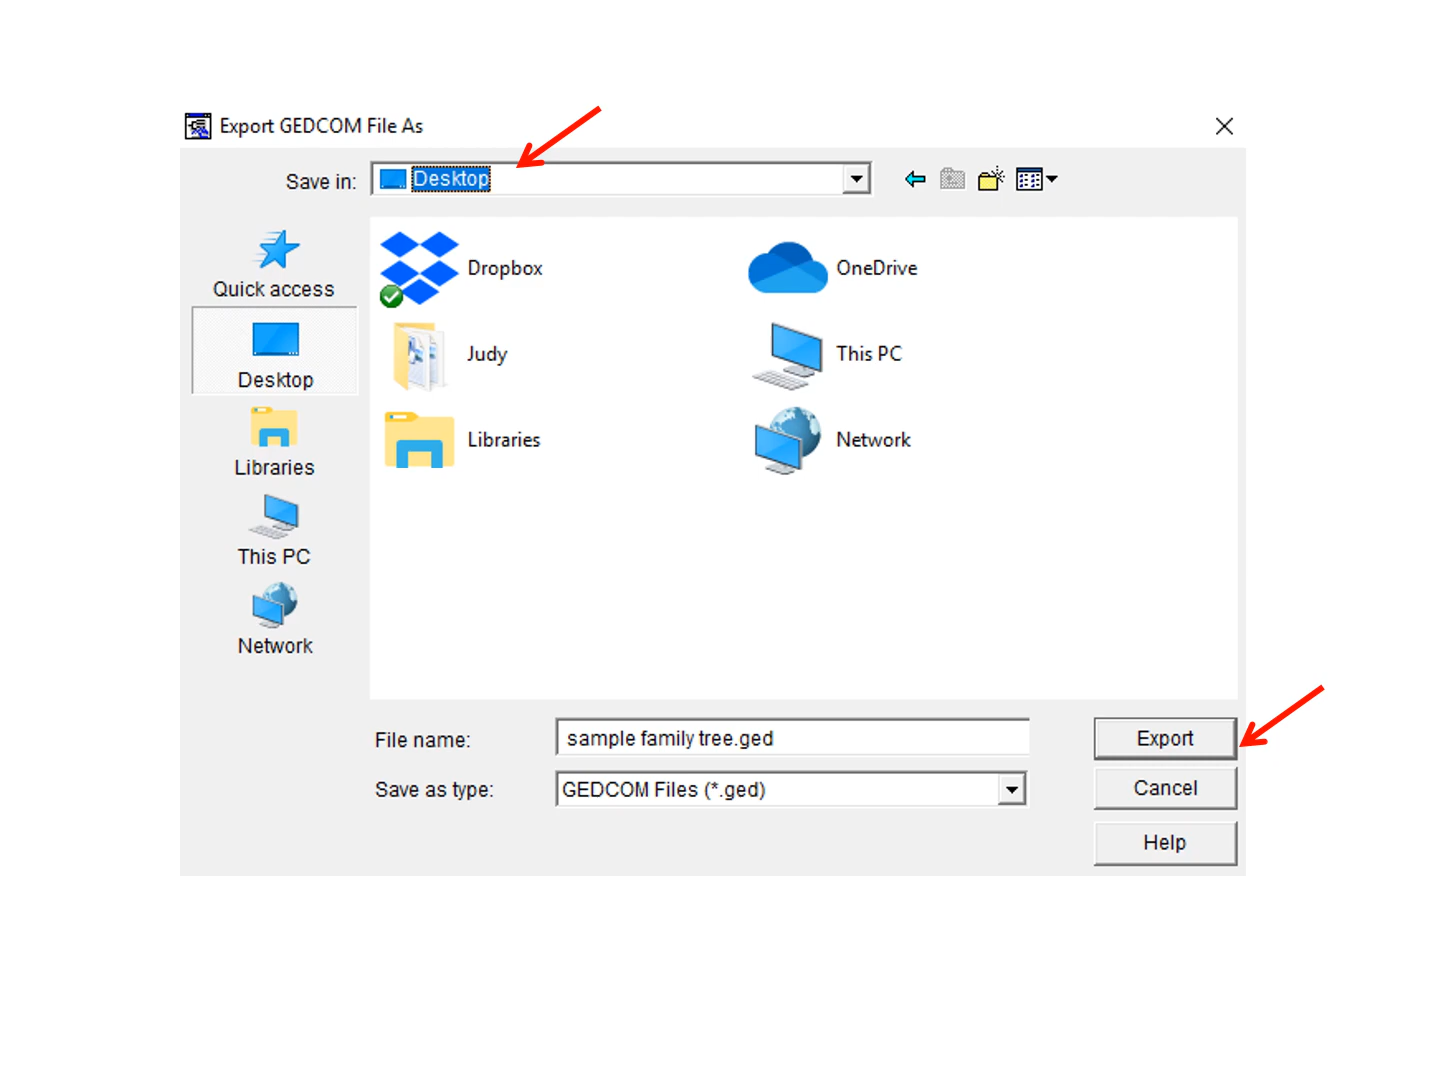 Export GEDCOM File As
Save in: Desktop
Quick access
Desktop
Libraries
This PC
Network
Dropbox
OneDrive
Judy
This PC
Libraries
Network
File name: sample family tree.ged
Export
Save as type: GEDCOM Files (*.ged)
Cancel
Help